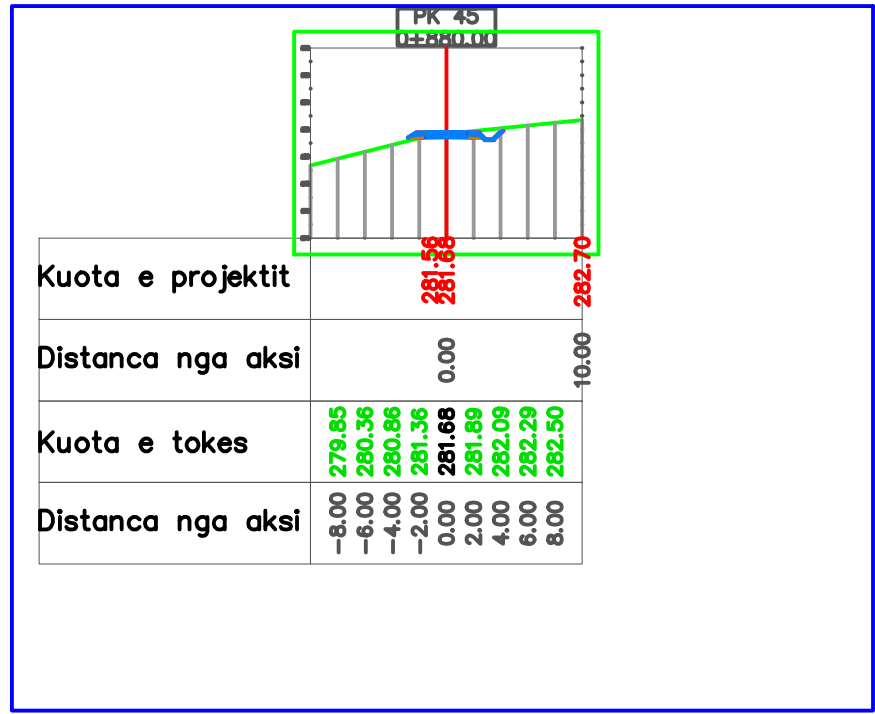 PK 45
0+880.00
Kuota e projektit 281.56 281.68 282.70
Distanca nga aksi 0.00 10.00
Kuota e tokes 279.85 280.36 280.86 281.36 281.68 281.89 282.09 282.29 282.50
Distanca nga aksi -8.00 -6.00 -4.00 -2.00 0.00 2.00 4.00 6.00 8.00